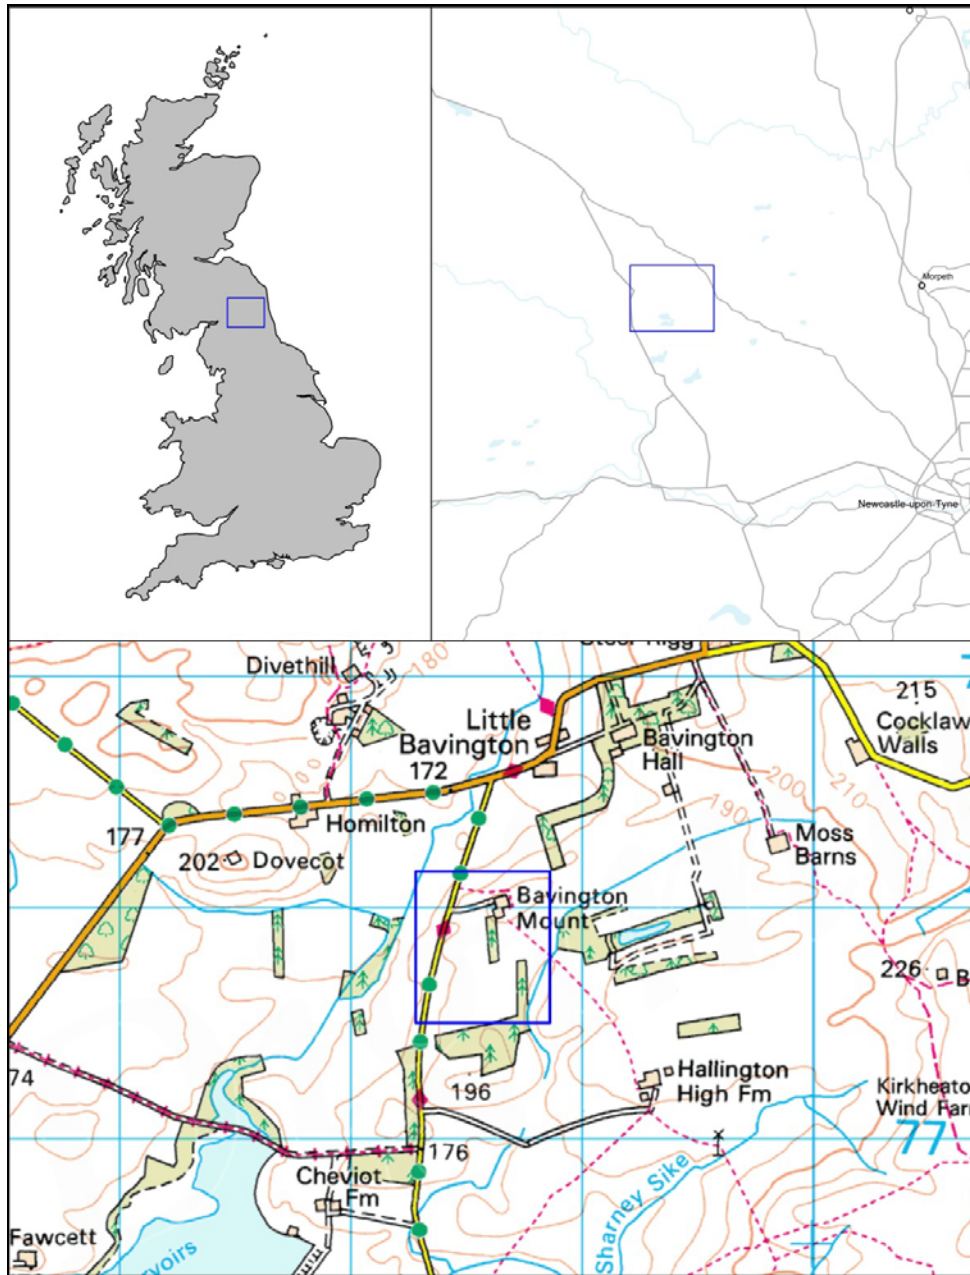 Morpeth
Newcastle-upon-Tyne
Divethill
180
Little
Bavington
172
Bavington
Hall
215
Cocklaw
Walls
200
210
190
Homilton
177
202
Dovecot
Moss
Barns
Bavington
Mount
226
B
74
196
Hallington
High Fm
Kirkheato
Wind Farm
77
176
Cheviot
Fm
Sharney Sike
Fawcett
rvoirs